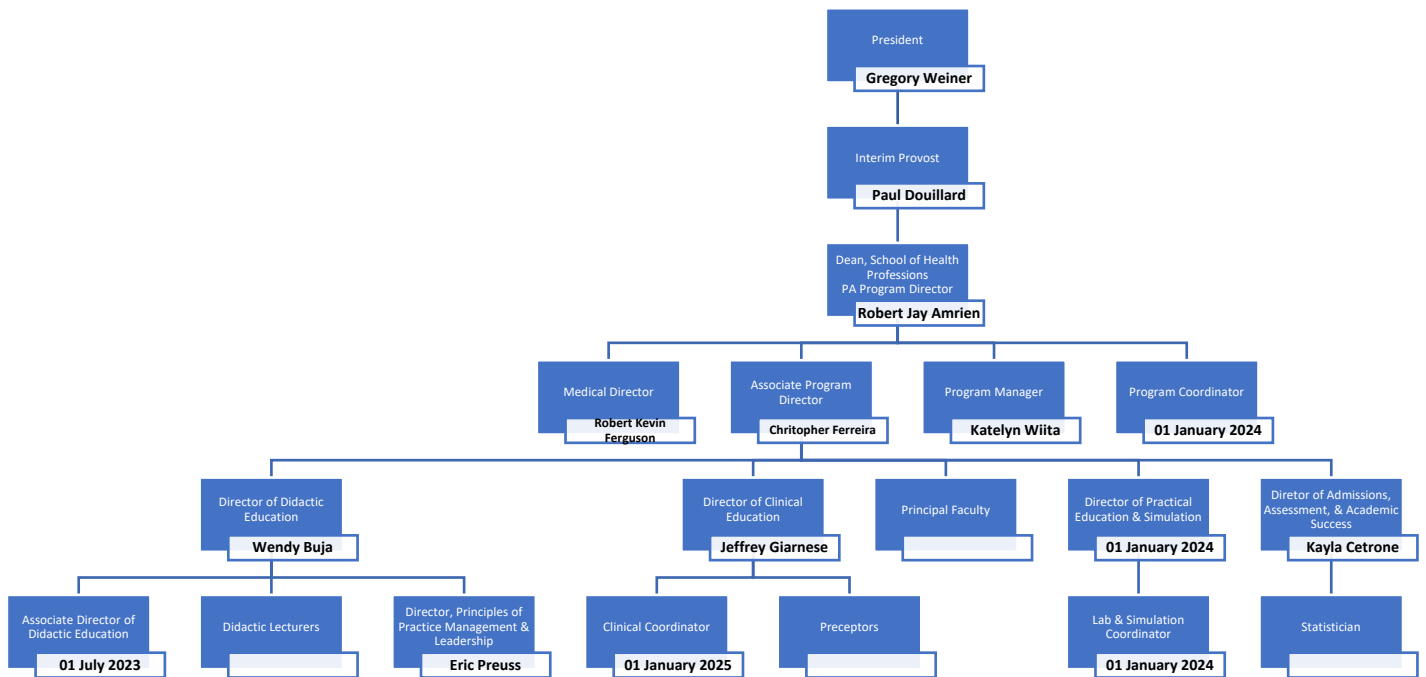 President
Gregory Weiner
Interim Provost
Paul Douillard
Dean, School of Health
Professions
PA Program Director
Robert Jay Amrien
Medical Director
Robert Kevin
Ferguson
Associate Program
Director
Chritopher Ferreira
Program Manager
Katelyn Wiita
Program Coordinator
01 January 2024
Director of Didactic
Education
Wendy Buja
Director of Clinical
Education
Jeffrey Giarnese
Principal Faculty
Director of Practical
Education & Simulation
01 January 2024
Diretor of Admissions,
Assessment, & Academic
Success
Kayla Cetrone
Associate Director of
Didactic Education
01 July 2023
Didactic Lecturers
Director, Principles of
Practice Management &
Leadership
Eric Preuss
Clinical Coordinator
01 January 2025
Preceptors
Lab & Simulation
Coordinator
01 January 2024
Statistician